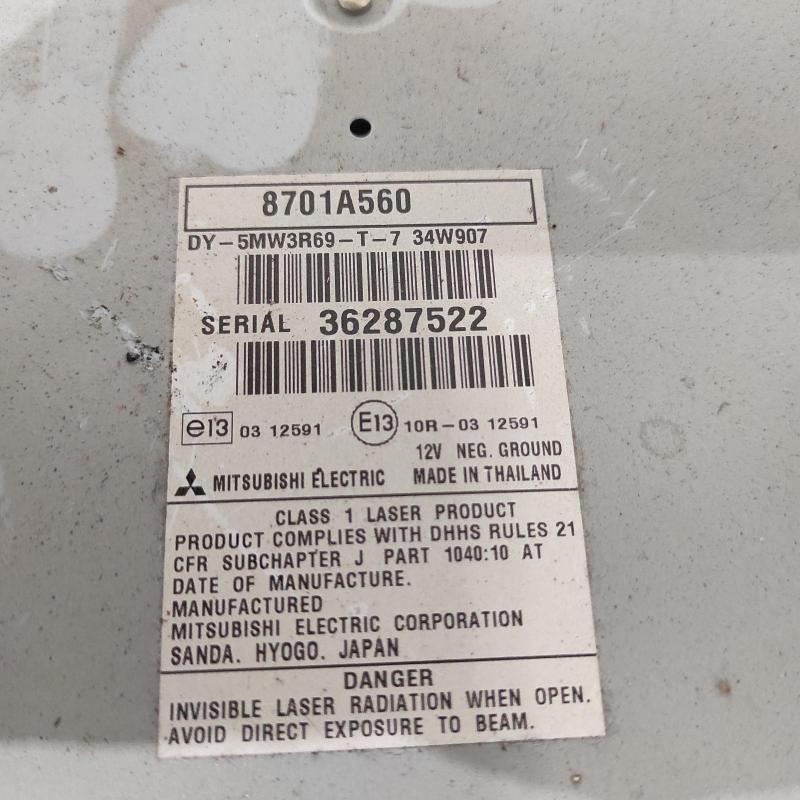 8701A560
DY-5MW3R69-T-7 34W907
SERIAL 36287522
e13 03 12591 E13 10R-03 12591
12V NEG. GROUND
MITSUBISHI ELECTRIC MADE IN THAILAND
CLASS 1 LASER PRODUCT
PRODUCT COMPLIES WITH DHHS RULES 21
CFR SUBCHAPTER J PART 1040:10 AT
DATE OF MANUFACTURE.
MANUFACTURED
MITSUBISHI ELECTRIC CORPORATION
SANDA. HYOGO. JAPAN
DANGER
INVISIBLE LASER RADIATION WHEN OPEN.
AVOID DIRECT EXPOSURE TO BEAM.